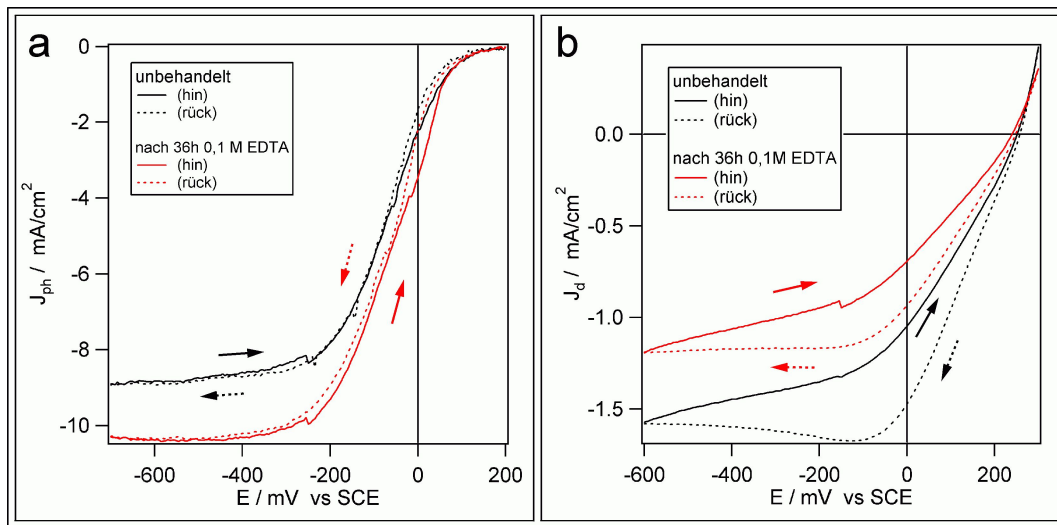 a
0
-2
-4
-6
-8
-10
J_ph / mA/cm²
unbehandelt
(hin)
(rück)
nach 36h 0,1 M EDTA
(hin)
(rück)
-600
-400
-200
0
200
E / mV vs SCE
b
0.0
-0.5
-1.0
-1.5
J_d / mA/cm²
unbehandelt
(hin)
(rück)
nach 36h 0,1M EDTA
(hin)
(rück)
-600
-400
-200
0
200
E / mV vs SCE